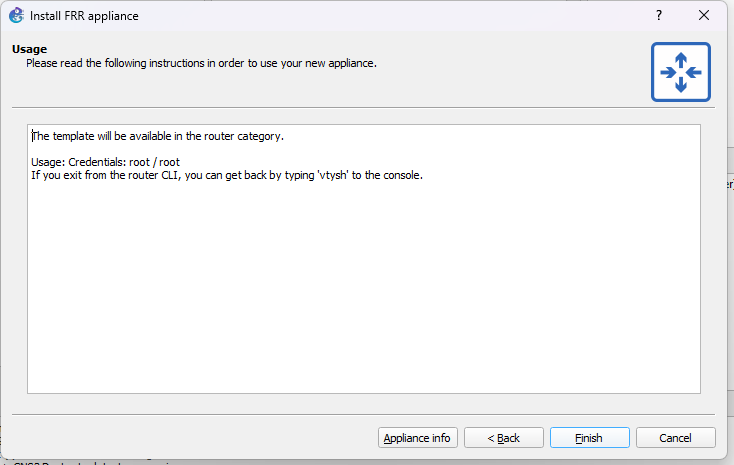 Install FRR appliance
?
Usage
Please read the following instructions in order to use your new appliance.
The template will be available in the router category.
Usage: Credentials: root / root
If you exit from the router CLI, you can get back by typing 'vtysh' to the console.
Appliance info
< Back
Finish
Cancel